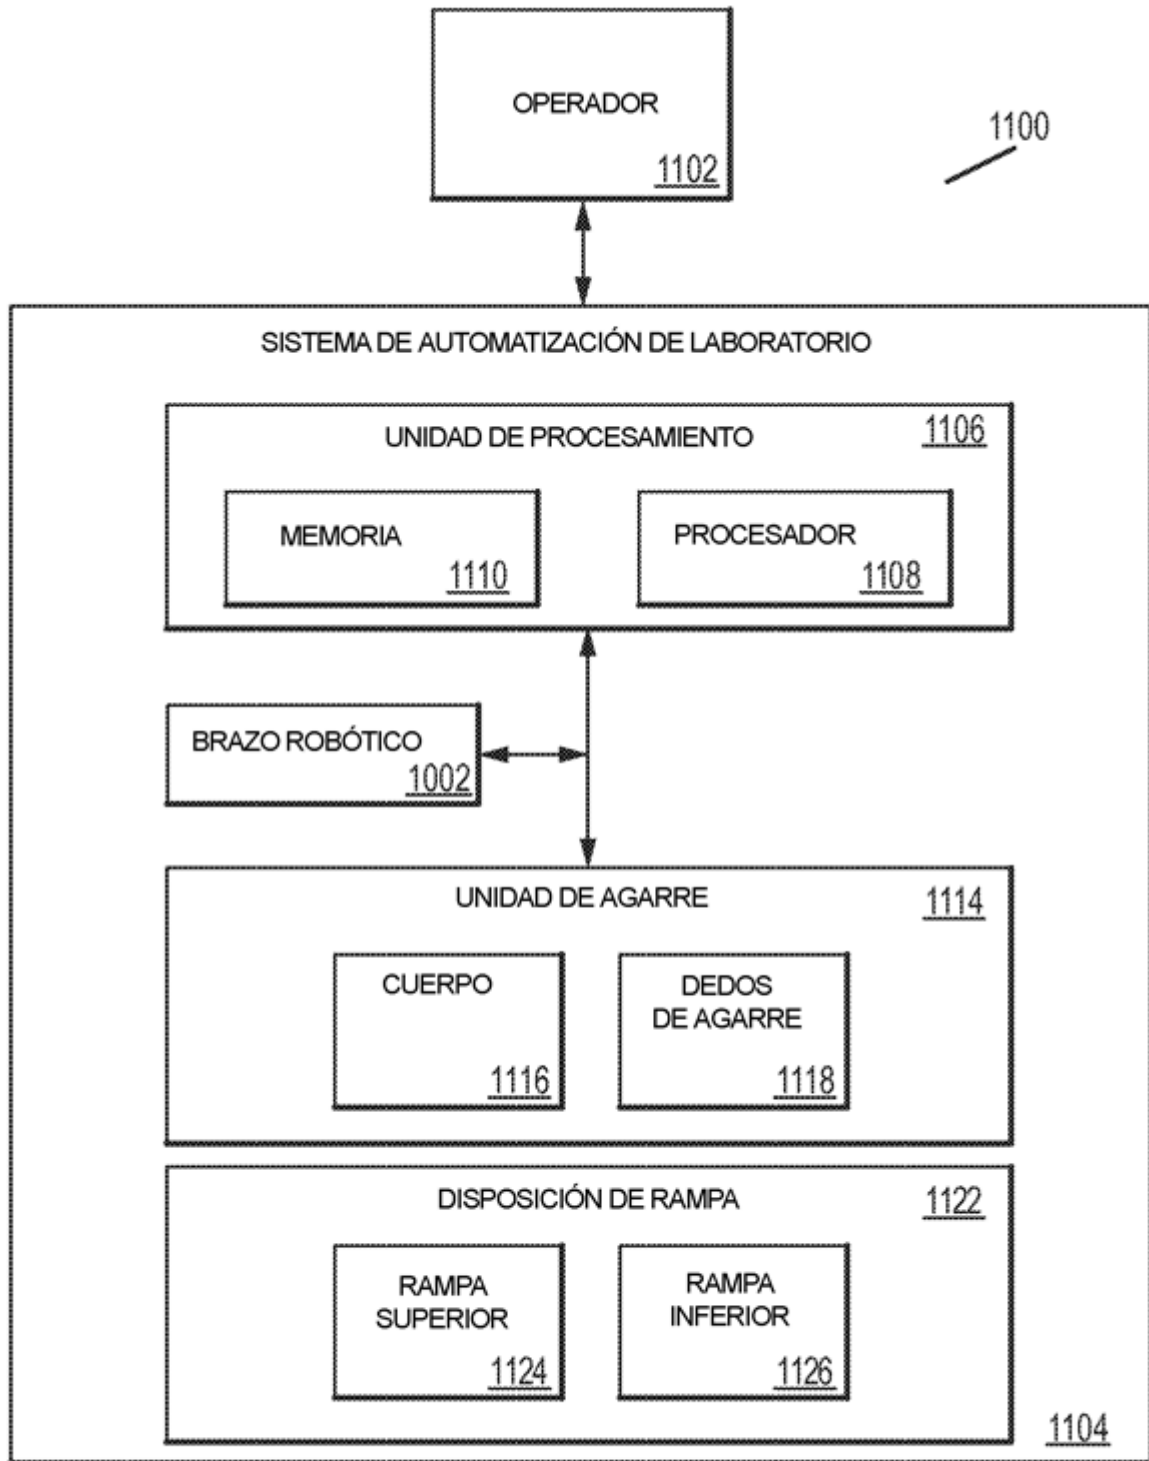 OPERADOR
1102
1100
SISTEMA DE AUTOMATIZACIÓN DE LABORATORIO
UNIDAD DE PROCESAMIENTO
1106
MEMORIA
1110
PROCESADOR
1108
BRAZO ROBÓTICO
1002
UNIDAD DE AGARRE
1114
CUERPO
1116
DEDOS
DE AGARRE
1118
DISPOSICIÓN DE RAMPA
1122
RAMPA
SUPERIOR
1124
RAMPA
INFERIOR
1126
1104